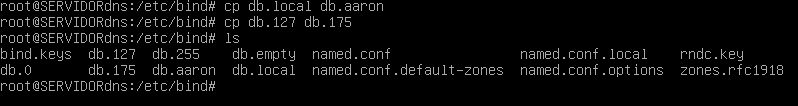 root@SERVIDORdns:/etc/bind# cp db.local db.aaron
root@SERVIDORdns:/etc/bind# cp db.127 db.175
root@SERVIDORdns:/etc/bind# ls
bind.keys  db.127  db.255    db.empty  named.conf                named.conf.local    rndc.key
db.0       db.175  db.aaron  db.local  named.conf.default-zones  named.conf.options  zones.rfc1918
root@SERVIDORdns:/etc/bind#